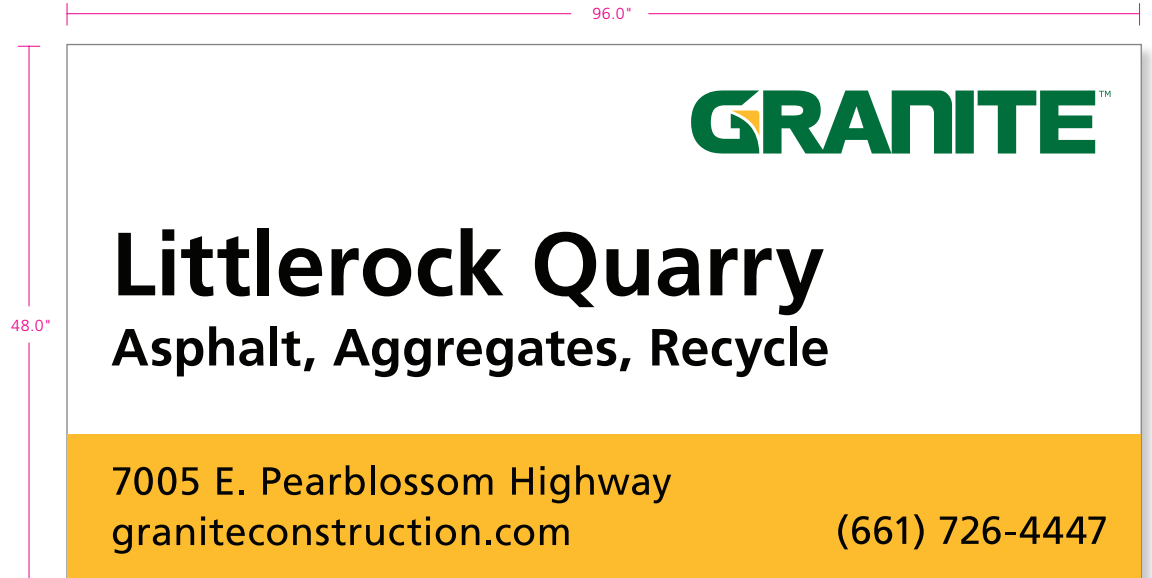 96.0"
48.0"
GRANITE™
Littlerock Quarry
Asphalt, Aggregates, Recycle
7005 E. Pearblossom Highway
graniteconstruction.com
(661) 726-4447